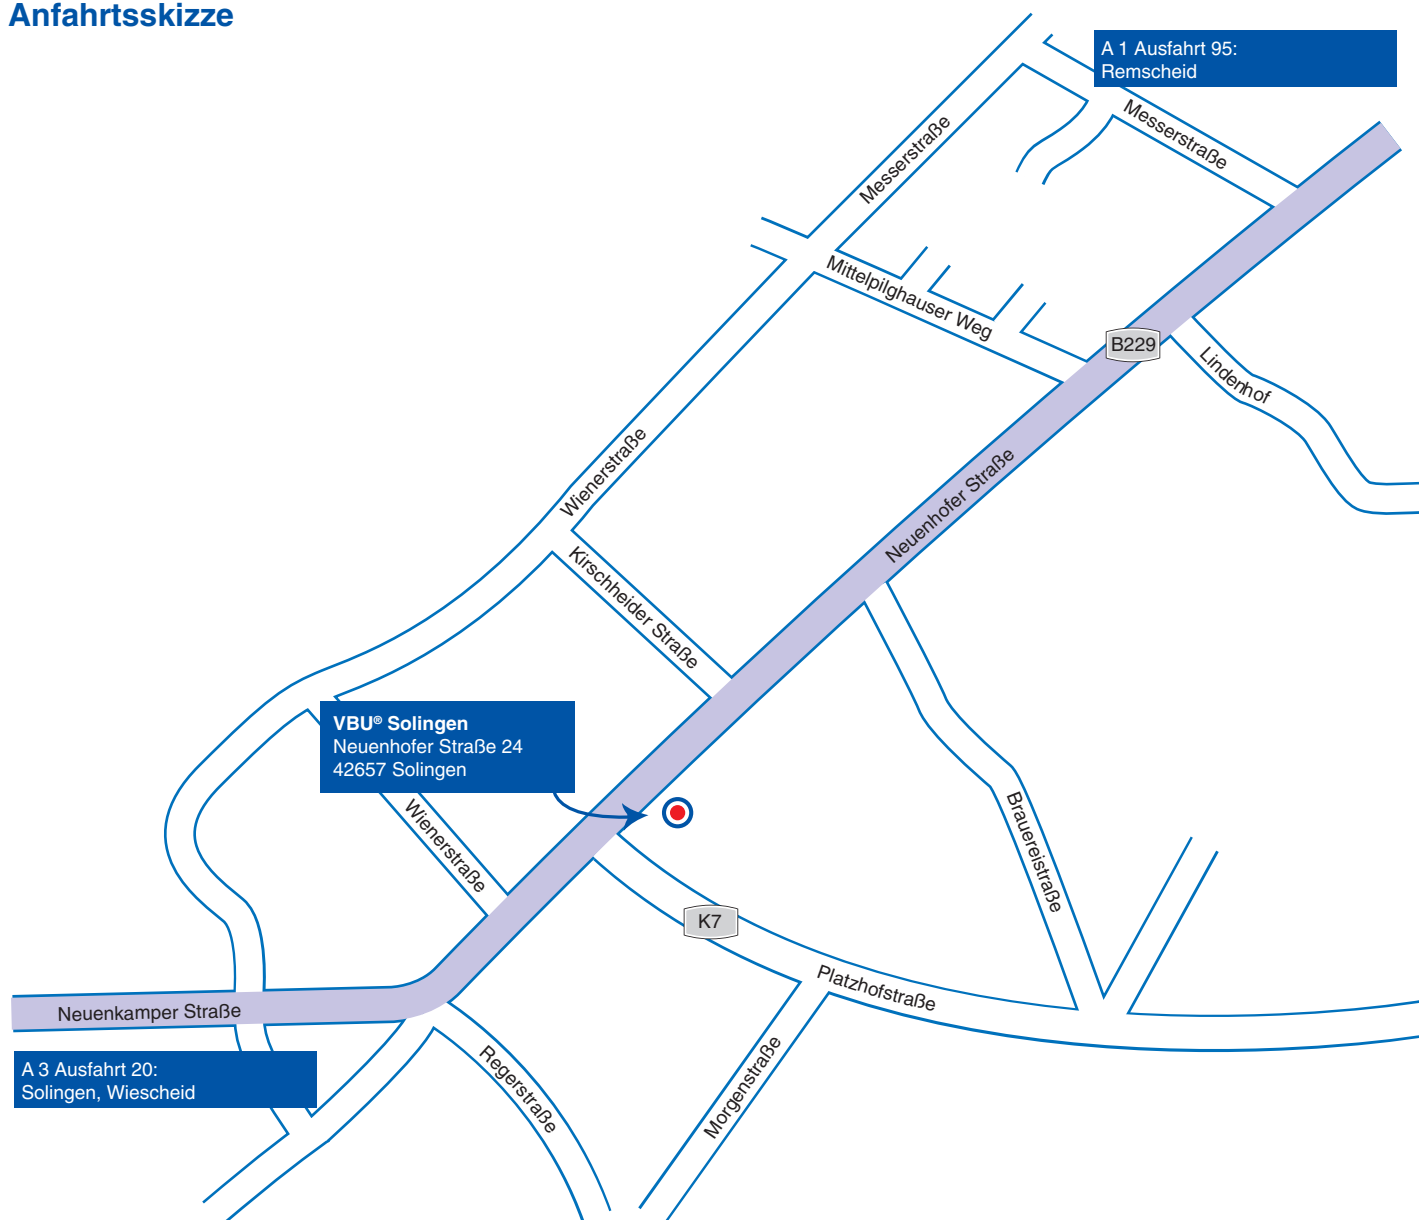 Anfahrtsskizze
A 1 Ausfahrt 95:
Remscheid
Messerstraße
Messerstraße
Mittelpilghauser Weg
B229
Lindenhof
Wienerstraße
Neuenhofer Straße
Kirschheider Straße
VBU® Solingen
Neuenhofer Straße 24
42657 Solingen
Wienerstraße
Brauereistraße
K7
Platzhofstraße
Neuenkamper Straße
A 3 Ausfahrt 20:
Solingen, Wiescheid
Regerstraße
Morgenstraße